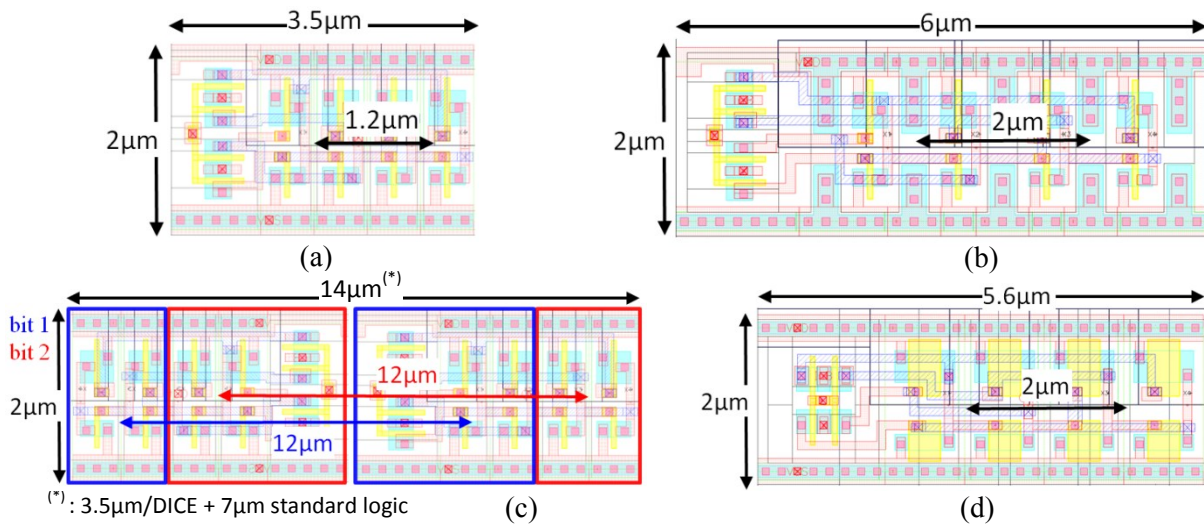 3.5µm
2µm
1.2µm
(a)
6µm
2µm
2µm
(b)
14µm(*)
bit 1
bit 2
2µm
12µm
12µm
(*) : 3.5µm/DICE + 7µm standard logic
(c)
5.6µm
2µm
2µm
(d)